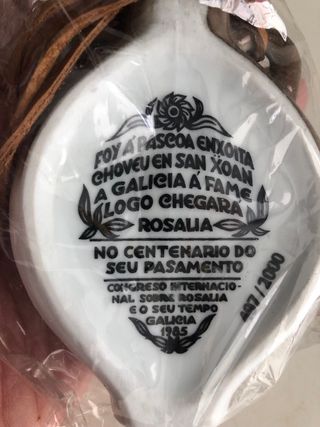 FOY A PASCOA ENXOITA
CHOVEU EN SAN XOAN
A GALICIA Á FAME
LOGO CHEGARÁ
ROSALIA
NO CENTENARIO DO
SEU PASAMENTO
CONGRESO INTERNACIO-
NAL SOBRE ROSALIA
E O SEU TEMPO
GALICIA
1985
497/2000